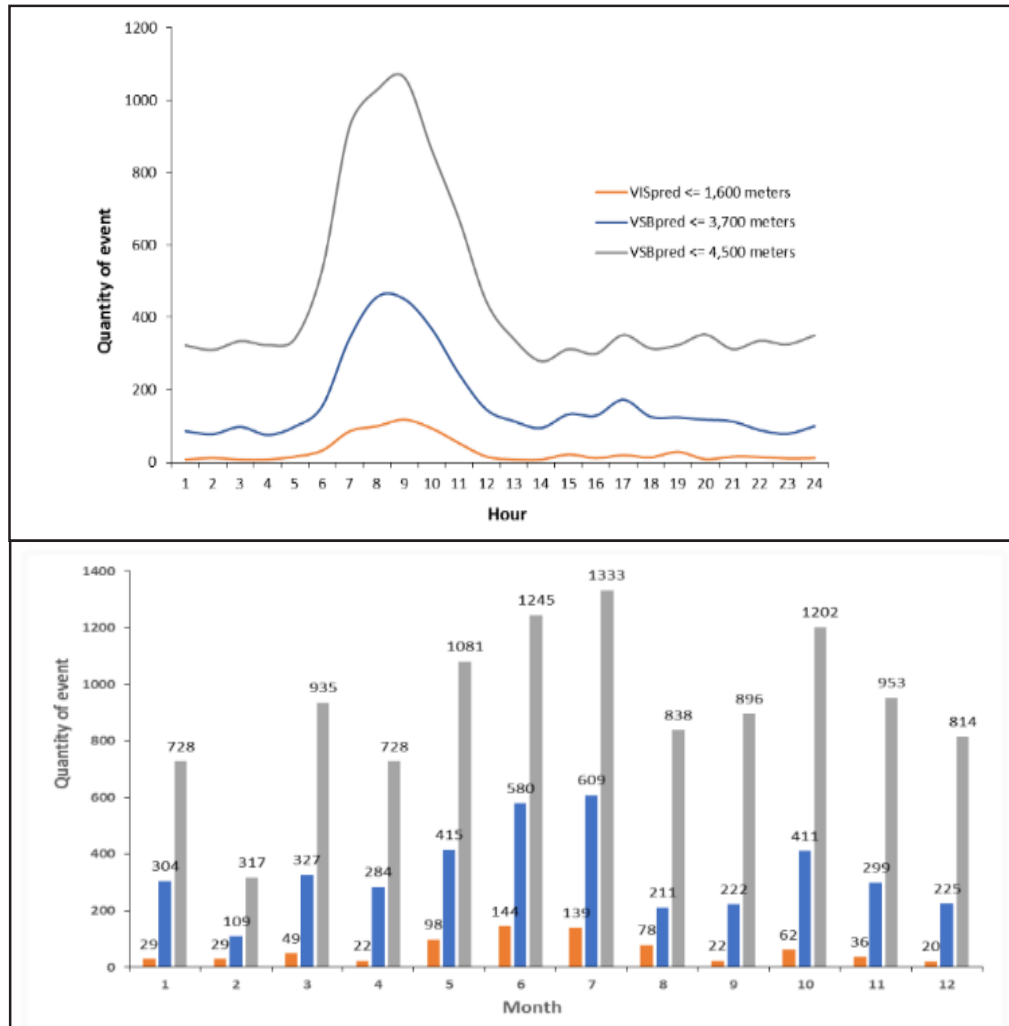 1200
1000
800
600
400
200
0
Quantity of event
VISpred <= 1,600 meters
VSBpred <= 3,700 meters
VSBpred <= 4,500 meters
1 2 3 4 5 6 7 8 9 10 11 12 13 14 15 16 17 18 19 20 21 22 23 24
Hour
1400
1200
1000
800
600
400
200
0
Quantity of event
29 304 728
29 109 317
49 327 935
22 284 728
98 415 1081
144 580 1245
139 609 1333
78 211 838
22 222 896
62 411 1202
36 299 953
20 225 814
1 2 3 4 5 6 7 8 9 10 11 12
Month